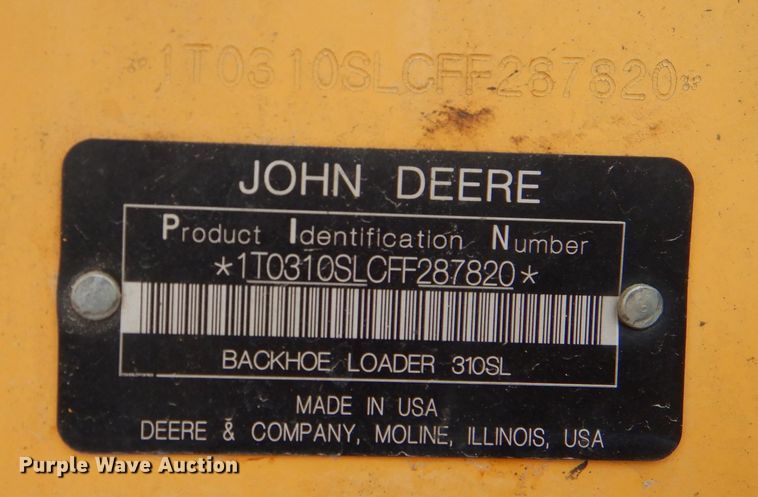 *1T0310SLCFF287820*
JOHN DEERE
Product Identification Number
*1T0310SLCFF287820*
BACKHOE LOADER 310SL
MADE IN USA
DEERE & COMPANY, MOLINE, ILLINOIS, USA
Purple Wave Auction